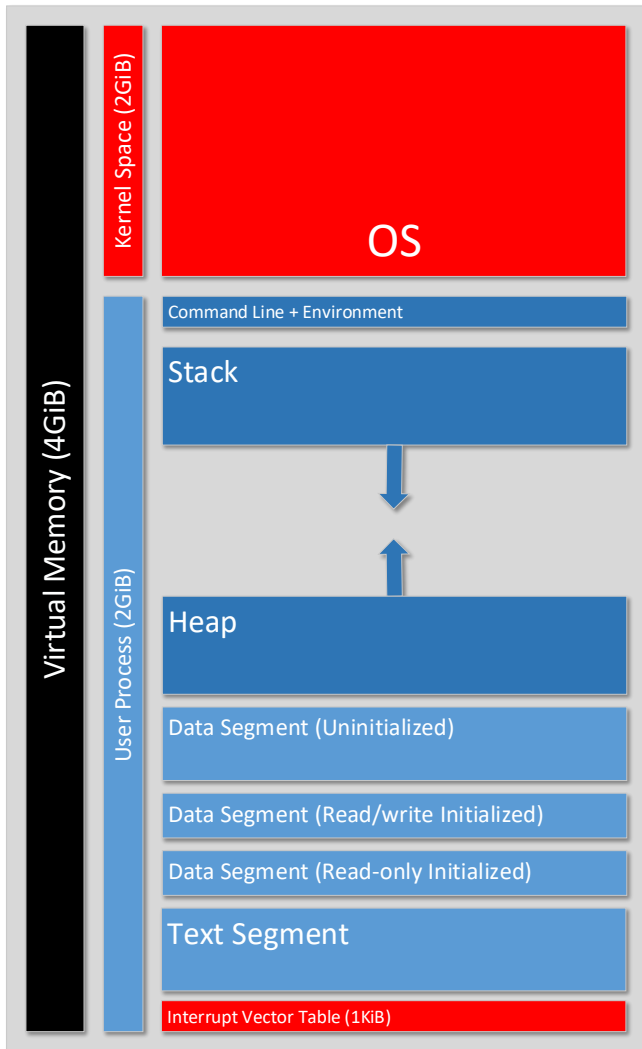 Virtual Memory (4GiB)
Kernel Space (2GiB)
OS
User Process (2GiB)
Command Line + Environment
Stack
Heap
Data Segment (Uninitialized)
Data Segment (Read/write Initialized)
Data Segment (Read-only Initialized)
Text Segment
Interrupt Vector Table (1KiB)